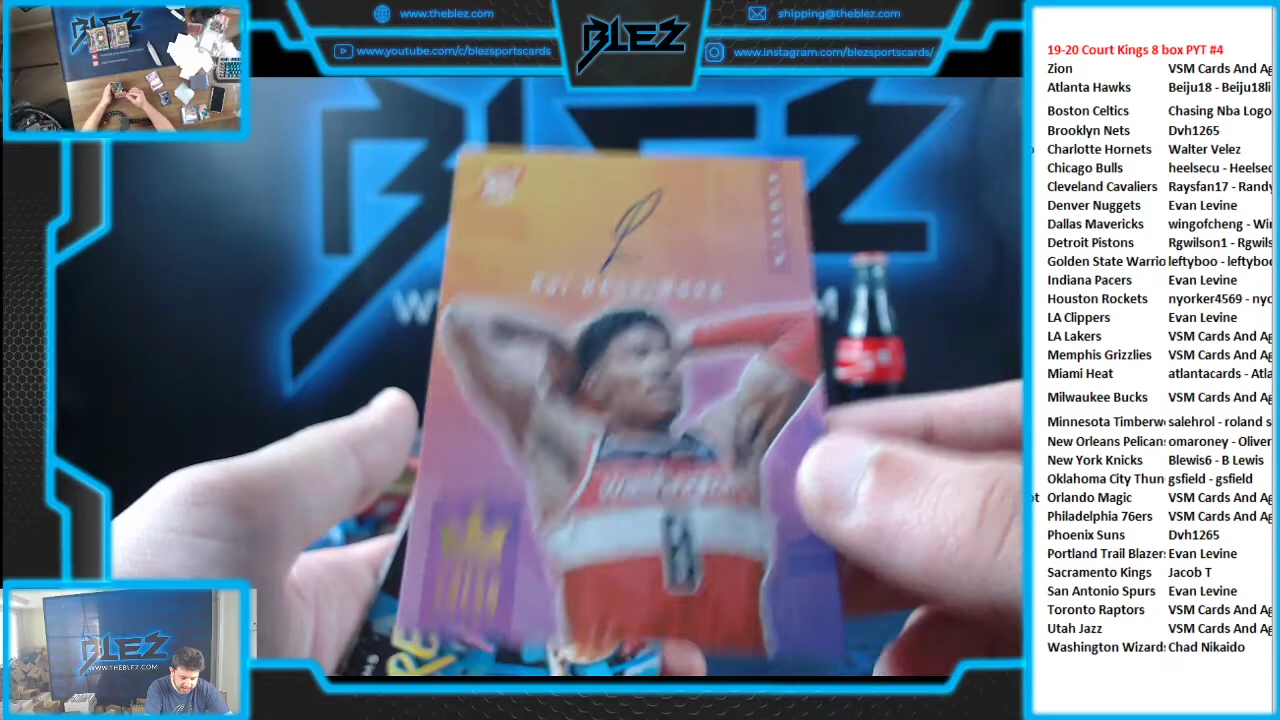 www.theblez.com
www.youtube.com/c/blezsportscards
BLEZ
shipping@theblez.com
www.instagram.com/blezsportscards/
BLEZ
BLEZ
WWW.THEBLEZ.COM
19-20 Court Kings 8 box PYT #4
Zion VSM Cards And Ag
Atlanta Hawks Beiju18 - Beiju18li
Boston Celtics Chasing Nba Logo
Brooklyn Nets Dvh1265
Charlotte Hornets Walter Velez
Chicago Bulls heelsecu - Heelsec
Cleveland Cavaliers Raysfan17 - Randy
Denver Nuggets Evan Levine
Dallas Mavericks wingofcheng - Win
Detroit Pistons Rgwilson1 - Rgwils
Golden State Warrio leftyboo - leftyboo
Indiana Pacers Evan Levine
Houston Rockets nyorker4569 - nyo
LA Clippers Evan Levine
LA Lakers VSM Cards And Ag
Memphis Grizzlies VSM Cards And Ag
Miami Heat atlantacards - Atla
Milwaukee Bucks VSM Cards And Ag
Minnesota Timberw salehrol - roland s
New Orleans Pelican omaroney - Oliver
New York Knicks Blewis6 - B Lewis
Oklahoma City Thun gsfield - gsfield
Orlando Magic VSM Cards And Ag
Philadelphia 76ers VSM Cards And Ag
Phoenix Suns Dvh1265
Portland Trail Blazer Evan Levine
Sacramento Kings Jacob T
San Antonio Spurs Evan Levine
Toronto Raptors VSM Cards And Ag
Utah Jazz VSM Cards And Ag
Washington Wizard Chad Nikaido